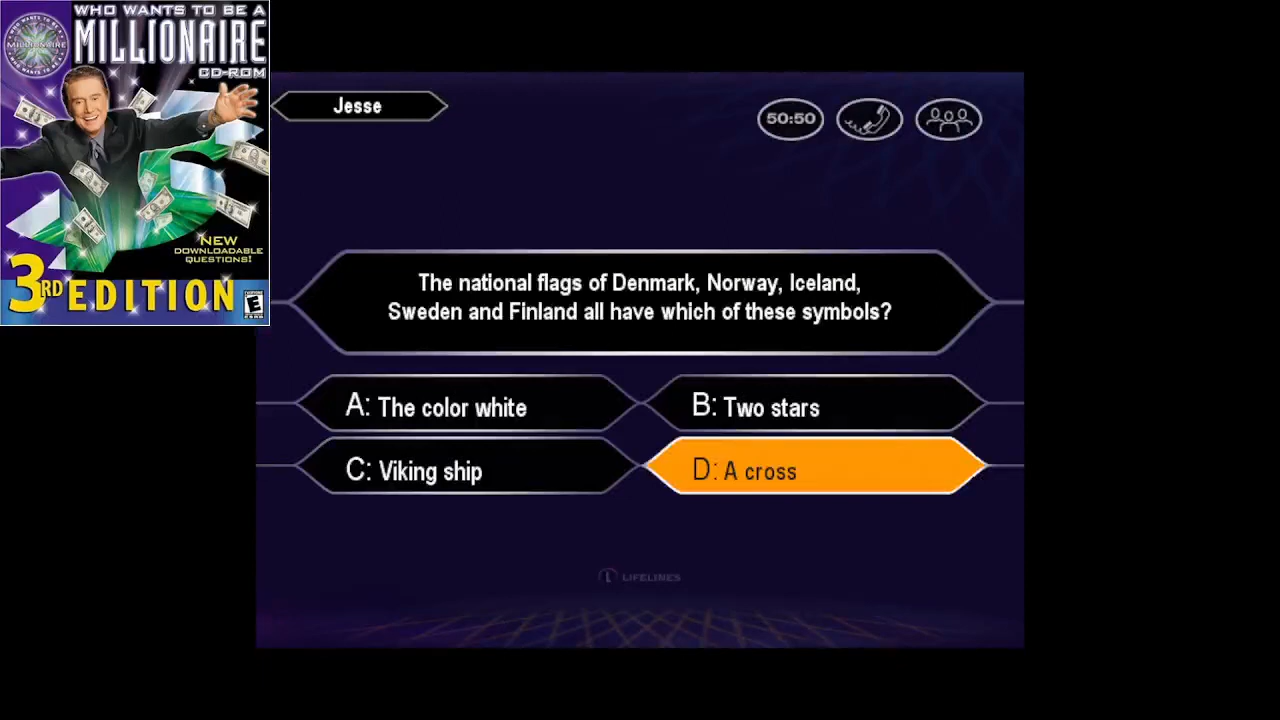 WHO WANTS TO BE A
MILLIONAIRE
CD-ROM
NEW
DOWNLOADABLE
QUESTIONS!
3RD EDITION
E
Jesse
50:50
The national flags of Denmark, Norway, Iceland,
Sweden and Finland all have which of these symbols?
A: The color white
B: Two stars
C: Viking ship
D: A cross
L LIFELINES